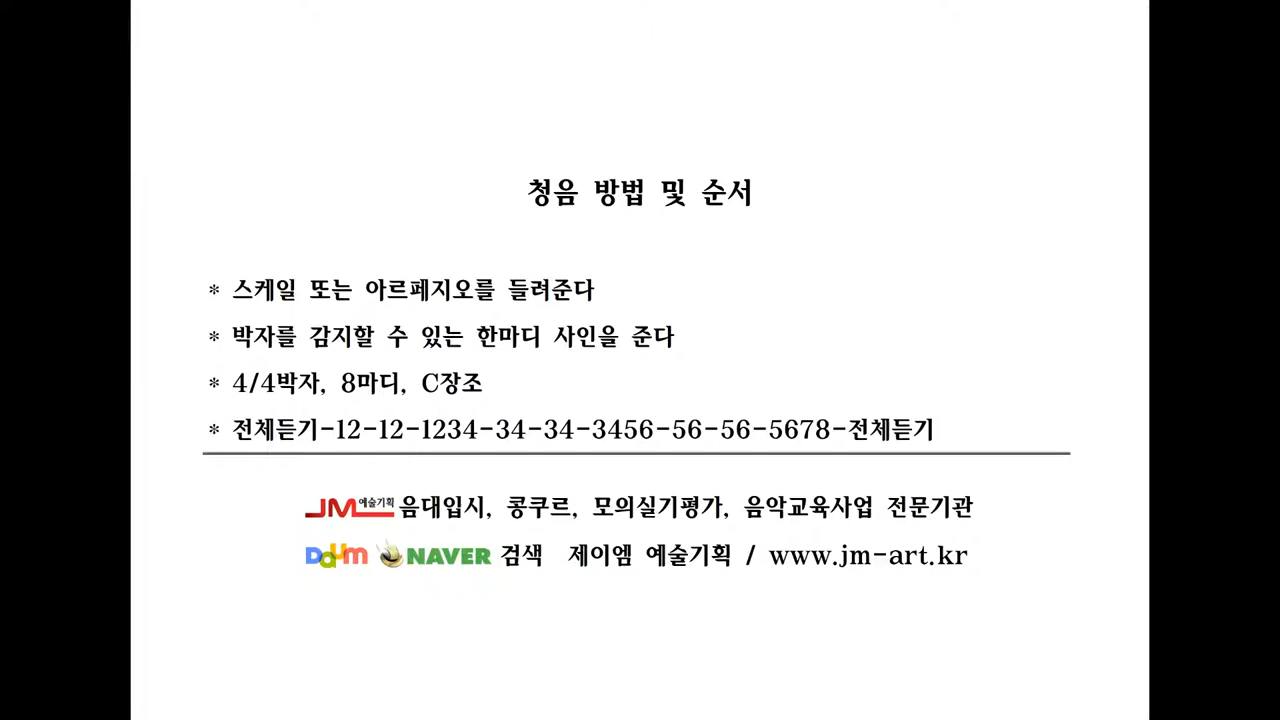 청음 방법 및 순서
* 스케일 또는 아르페지오를 들려준다
* 박자를 감지할 수 있는 한마디 사인을 준다
* 4/4박자, 8마디, C장조
* 전체듣기-12-12-1234-34-34-3456-56-56-5678-전체듣기
JM예술기획 음대입시, 콩쿠르, 모의실기평가, 음악교육사업 전문기관
Daum NAVER 검색 제이엠 예술기획 / www.jm-art.kr